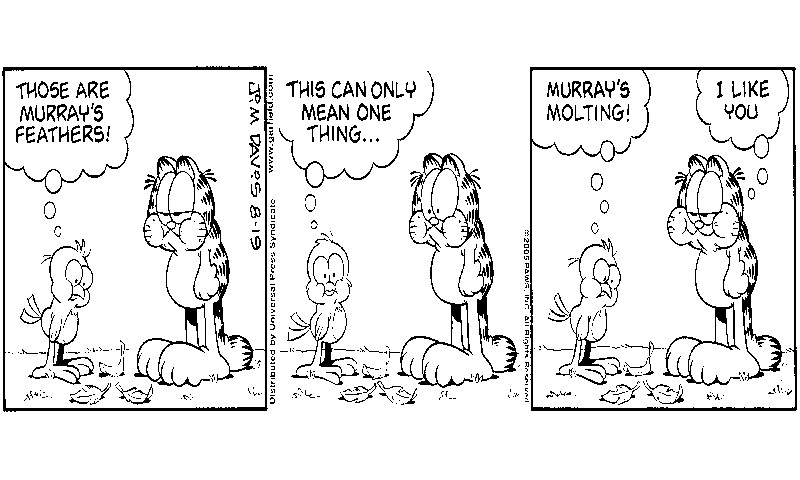 THOSE ARE
MURRAY'S
FEATHERS!
JIM DAVIS 8-19
www.garfield.com
Distributed by Universal Press Syndicate
THIS CAN ONLY
MEAN ONE
THING...
© 2005 PAWS, INC. All Rights Reserved.
MURRAY'S
MOLTING!
I LIKE
YOU